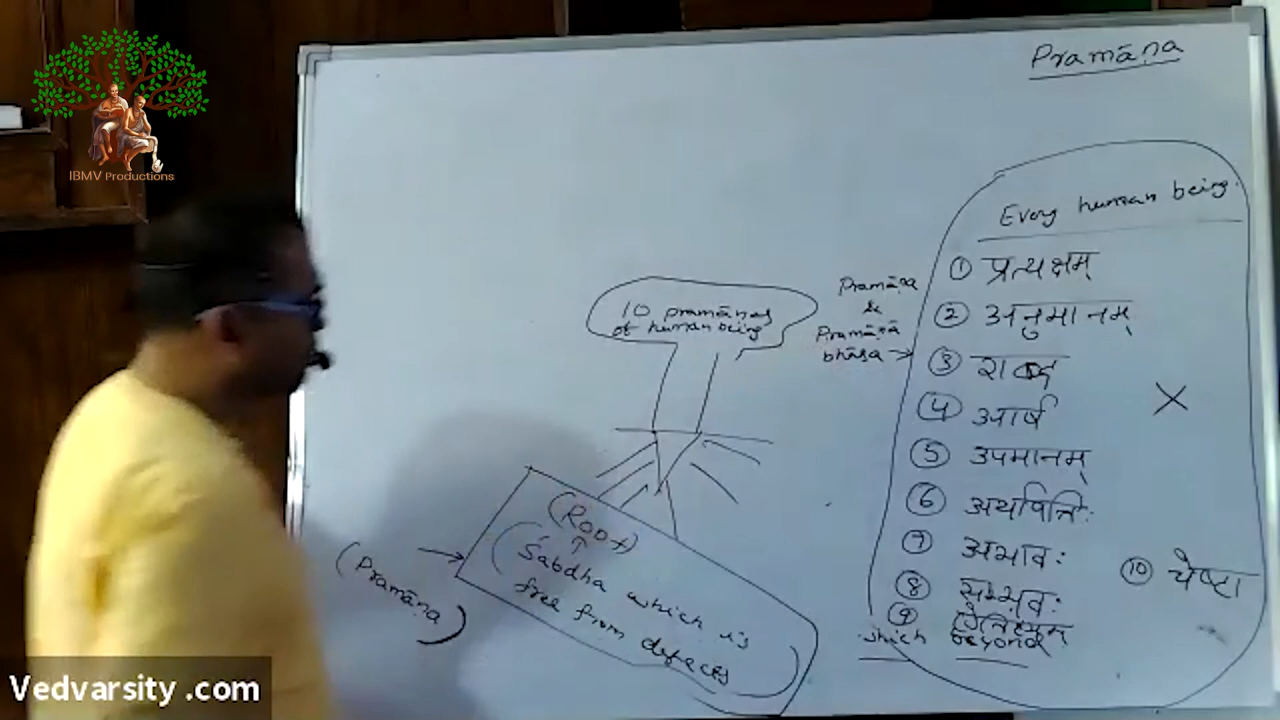 IBMV Productions
Pramāṇa
Every human being.
① प्रत्यक्षम्
② अनुमानम्
③ शब्द
④ आर्ष
⑤ उपमानम्
⑥ अर्थापित्तिः
⑦ अभावः
⑧ सम्भवः
⑨ ऐतिह्यम्
⑩ चेष्टा
X
which beyond
Pramāṇa
&
Pramāṇā
bhāsa →
10 pramāṇas
of human being
(Root)
↑
(Śabdha which is
free from defects)
(Pramāṇa)
Vedvarsity .com